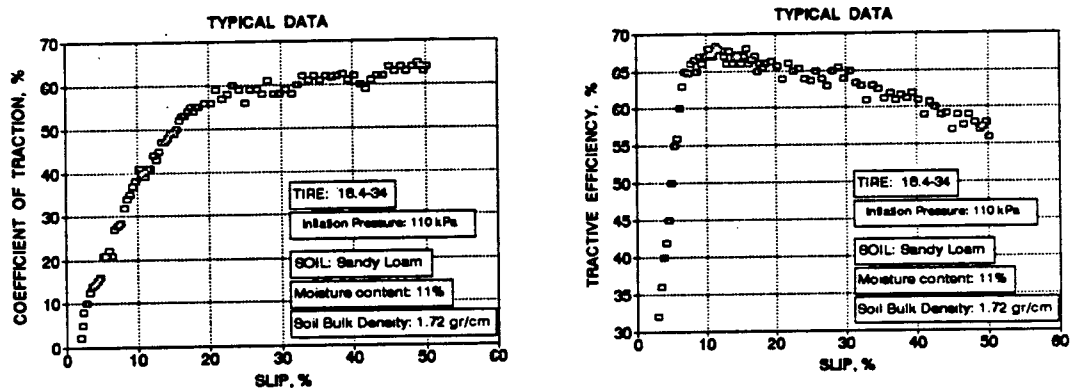 TYPICAL DATA
COEFFICIENT OF TRACTION, %
70
60
50
40
30
20
10
0
0 10 20 30 40 50 60
SLIP, %
TIRE: 18.4-34
Inflation Pressure: 110 kPa
SOIL: Sandy Loam
Moisture content: 11%
Soil Bulk Density: 1.72 gr/cm
TYPICAL DATA
TRACTIVE EFFICIENCY, %
70
65
60
55
50
45
40
35
30
0 10 20 30 40 50 60
SLIP, %
TIRE: 18.4-34
Inflation Pressure: 110 kPa
SOIL: Sandy Loam
Moisture content: 11%
Soil Bulk Density: 1.72 gr/cm